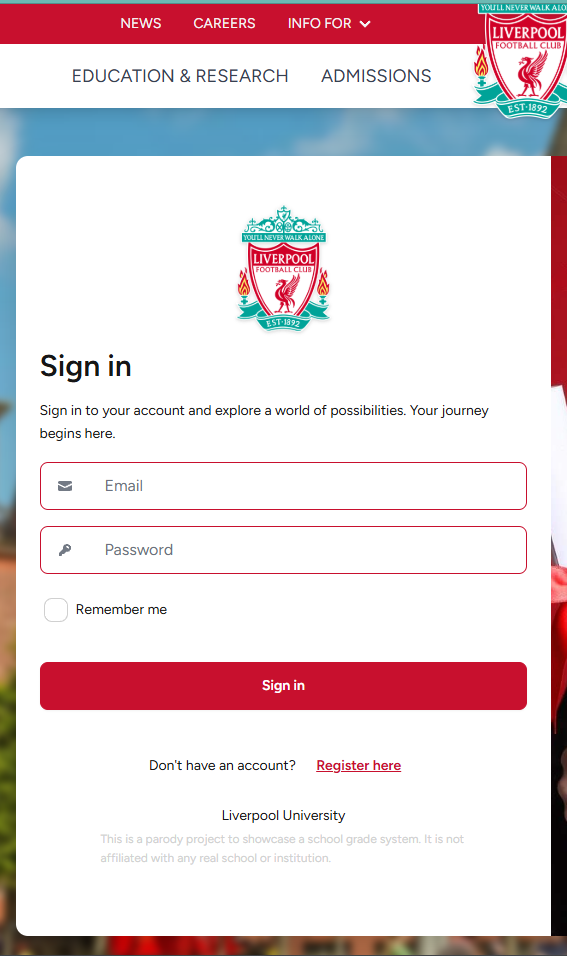 NEWS CAREERS INFO FOR
YOU'LL NEVER WALK ALONE
LIVERPOOL
FOOTBALL CLUB
EST·1892
EDUCATION & RESEARCH ADMISSIONS
YOU'LL NEVER WALK ALONE
LIVERPOOL
FOOTBALL CLUB
EST·1892
Sign in
Sign in to your account and explore a world of possibilities. Your journey
begins here.
Email
Password
Remember me
Sign in
Don't have an account? Register here
Liverpool University
This is a parody project to showcase a school grade system. It is not
affiliated with any real school or institution.